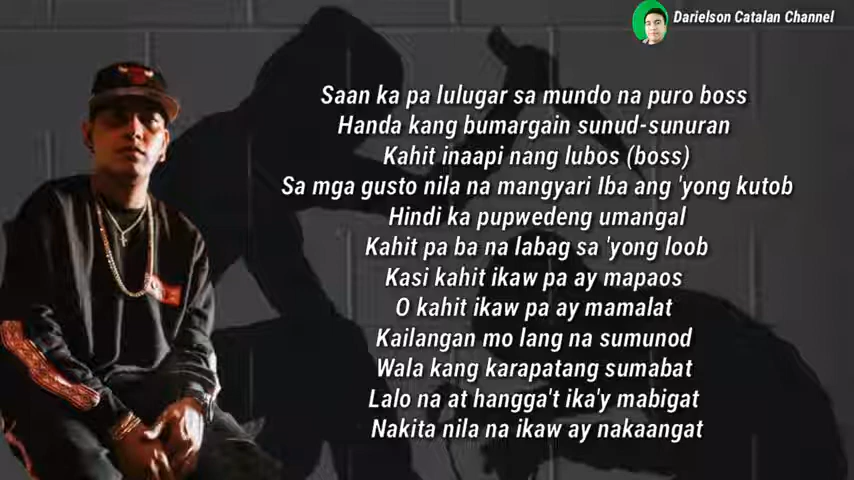 Darielson Catalan Channel
Saan ka pa lulugar sa mundo na puro boss
Handa kang bumargain sunud-sunuran
Kahit inaapi nang lubos (boss)
Sa mga gusto nila na mangyari Iba ang 'yong kutob
Hindi ka pupwedeng umangal
Kahit pa ba na labag sa 'yong loob
Kasi kahit ikaw pa ay mapaos
O kahit ikaw pa ay mamalat
Kailangan mo lang na sumunod
Wala kang karapatang sumabat
Lalo na at hangga't ika'y mabigat
Nakita nila na ikaw ay nakaangat